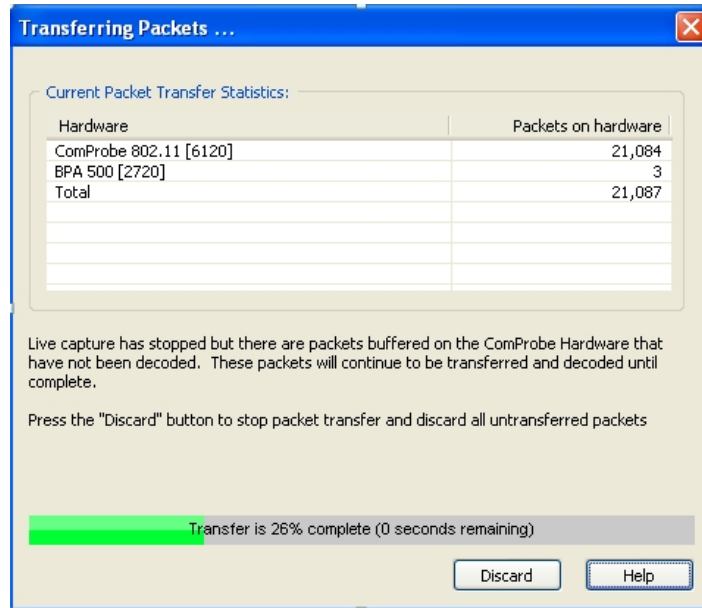 Transferring Packets ...
Current Packet Transfer Statistics:
Hardware Packets on hardware
ComProbe 802.11 [6120] 21,084
BPA 500 [2720] 3
Total 21,087
Live capture has stopped but there are packets buffered on the ComProbe Hardware that
have not been decoded. These packets will continue to be transferred and decoded until
complete.
Press the "Discard" button to stop packet transfer and discard all untransferred packets
Transfer is 26% complete (0 seconds remaining)
Discard Help